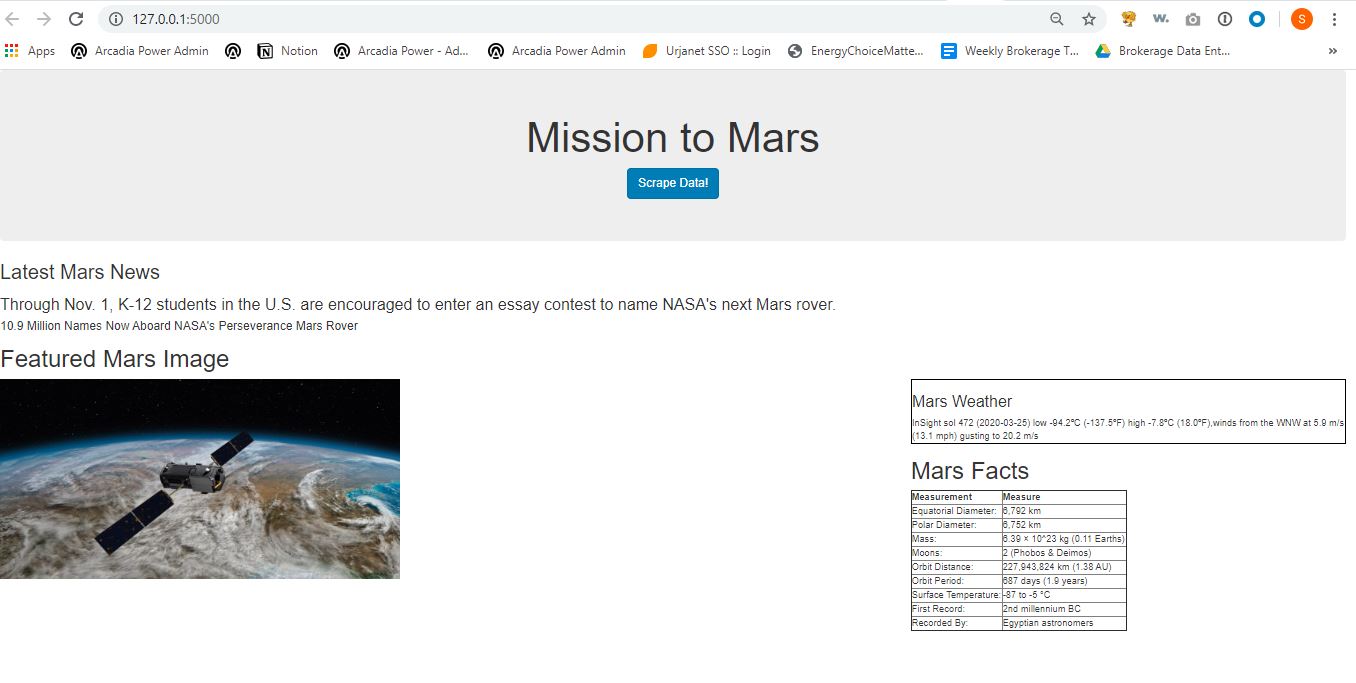 127.0.0.1:5000
S
w.
Apps Arcadia Power Admin Notion Arcadia Power - Ad... Arcadia Power Admin Urjanet SSO :: Login EnergyChoiceMatte... Weekly Brokerage T... Brokerage Data Ent... »
Mission to Mars
Scrape Data!
Latest Mars News
Through Nov. 1, K-12 students in the U.S. are encouraged to enter an essay contest to name NASA's next Mars rover.
10.9 Million Names Now Aboard NASA's Perseverance Mars Rover
Featured Mars Image
Mars Weather
InSight sol 472 (2020-03-25) low -94.2ºC (-137.5ºF) high -7.8ºC (18.0ºF),winds from the WNW at 5.9 m/s
(13.1 mph) gusting to 20.2 m/s
Mars Facts
Measurement Measure
Equatorial Diameter: 6,792 km
Polar Diameter: 6,752 km
Mass: 6.39 × 10^23 kg (0.11 Earths)
Moons: 2 (Phobos & Deimos)
Orbit Distance: 227,943,824 km (1.38 AU)
Orbit Period: 687 days (1.9 years)
Surface Temperature: -87 to -5 °C
First Record: 2nd millennium BC
Recorded By: Egyptian astronomers